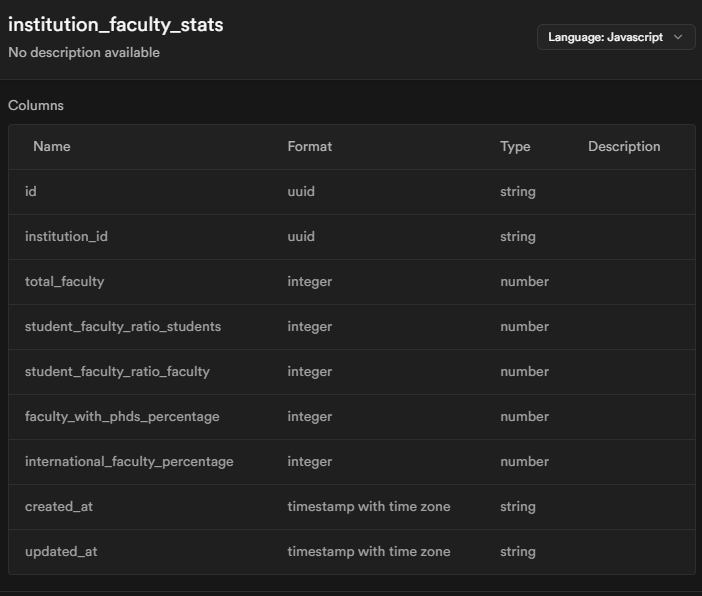 institution_faculty_stats
No description available
Language: Javascript
Columns
Name Format Type Description
id uuid string
institution_id uuid string
total_faculty integer number
student_faculty_ratio_students integer number
student_faculty_ratio_faculty integer number
faculty_with_phds_percentage integer number
international_faculty_percentage integer number
created_at timestamp with time zone string
updated_at timestamp with time zone string